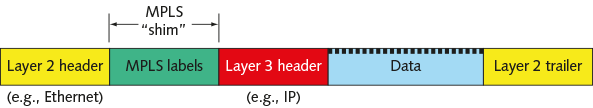 MPLS
“shim”
Layer 2 header
MPLS labels
Layer 3 header
Data
Layer 2 trailer
(e.g., Ethernet)
(e.g., IP)